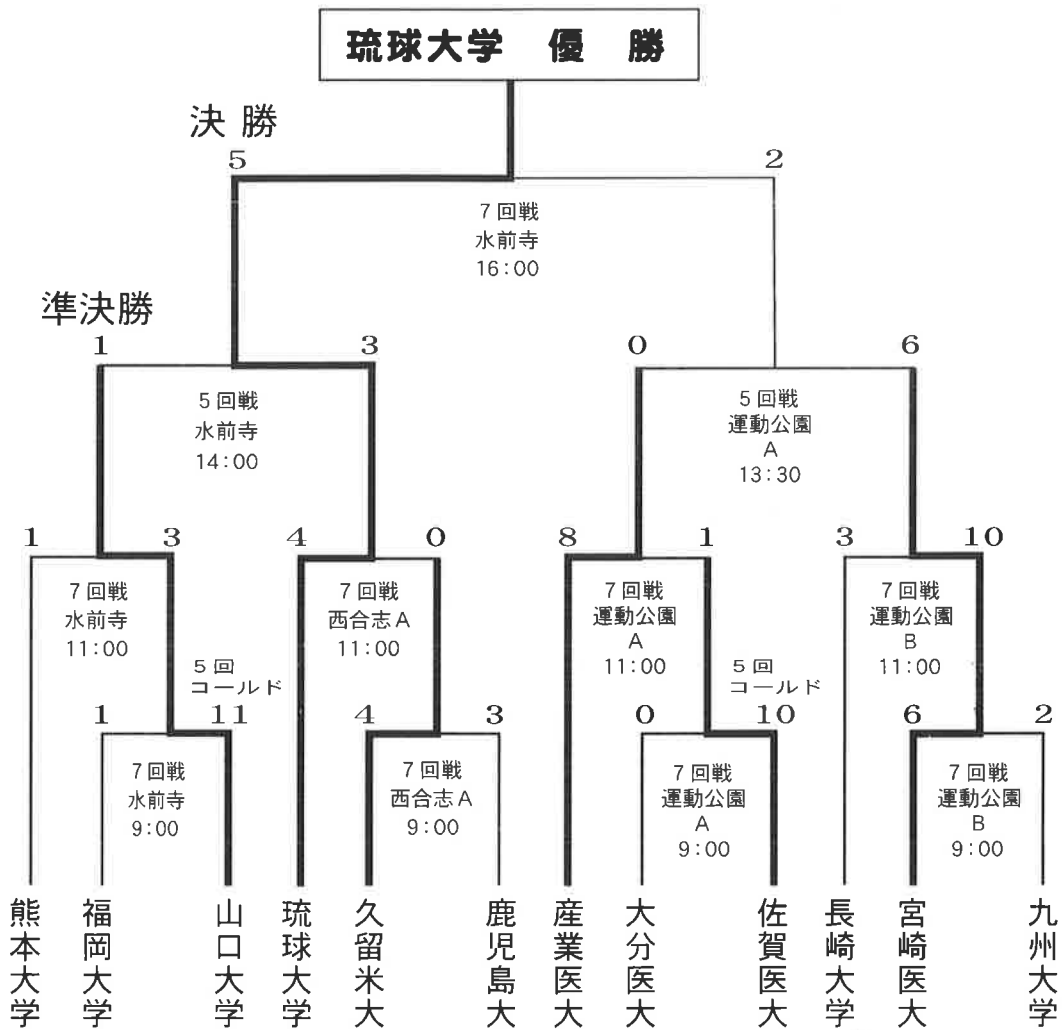 琉球大学 優 勝
決 勝
5
2
7回戦
水前寺
16:00
準決勝
1
3
0
6
5回戦
水前寺
14:00
5回戦
運動公園
A
13:30
1
3
4
0
8
1
3
10
7回戦
水前寺
11:00
7回戦
西合志A
11:00
7回戦
運動公園
A
11:00
7回戦
運動公園
B
11:00
5回
コールド
5回
コールド
1
11
4
3
0
10
6
2
7回戦
水前寺
9:00
7回戦
西合志A
9:00
7回戦
運動公園
A
9:00
7回戦
運動公園
B
9:00
熊本大学
福岡大学
山口大学
琉球大学
久留米大
鹿児島大
産業医大
大分医大
佐賀医大
長崎大学
宮崎医大
九州大学